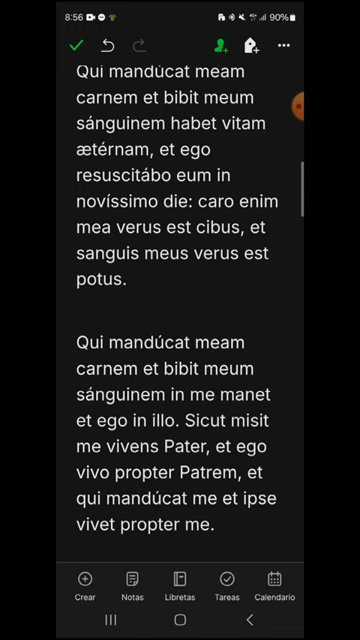 8:56
90%
Qui mandúcat meam
carnem et bibit meum
sánguinem habet vitam
ætérnam, et ego
resuscitábo eum in
novíssimo die: caro enim
mea verus est cibus, et
sanguis meus verus est
potus.
Qui mandúcat meam
carnem et bibit meum
sánguinem in me manet
et ego in illo. Sicut misit
me vivens Pater, et ego
vivo propter Patrem, et
qui mandúcat me et ipse
vivet propter me.
Crear Notas Libretas Tareas Calendario